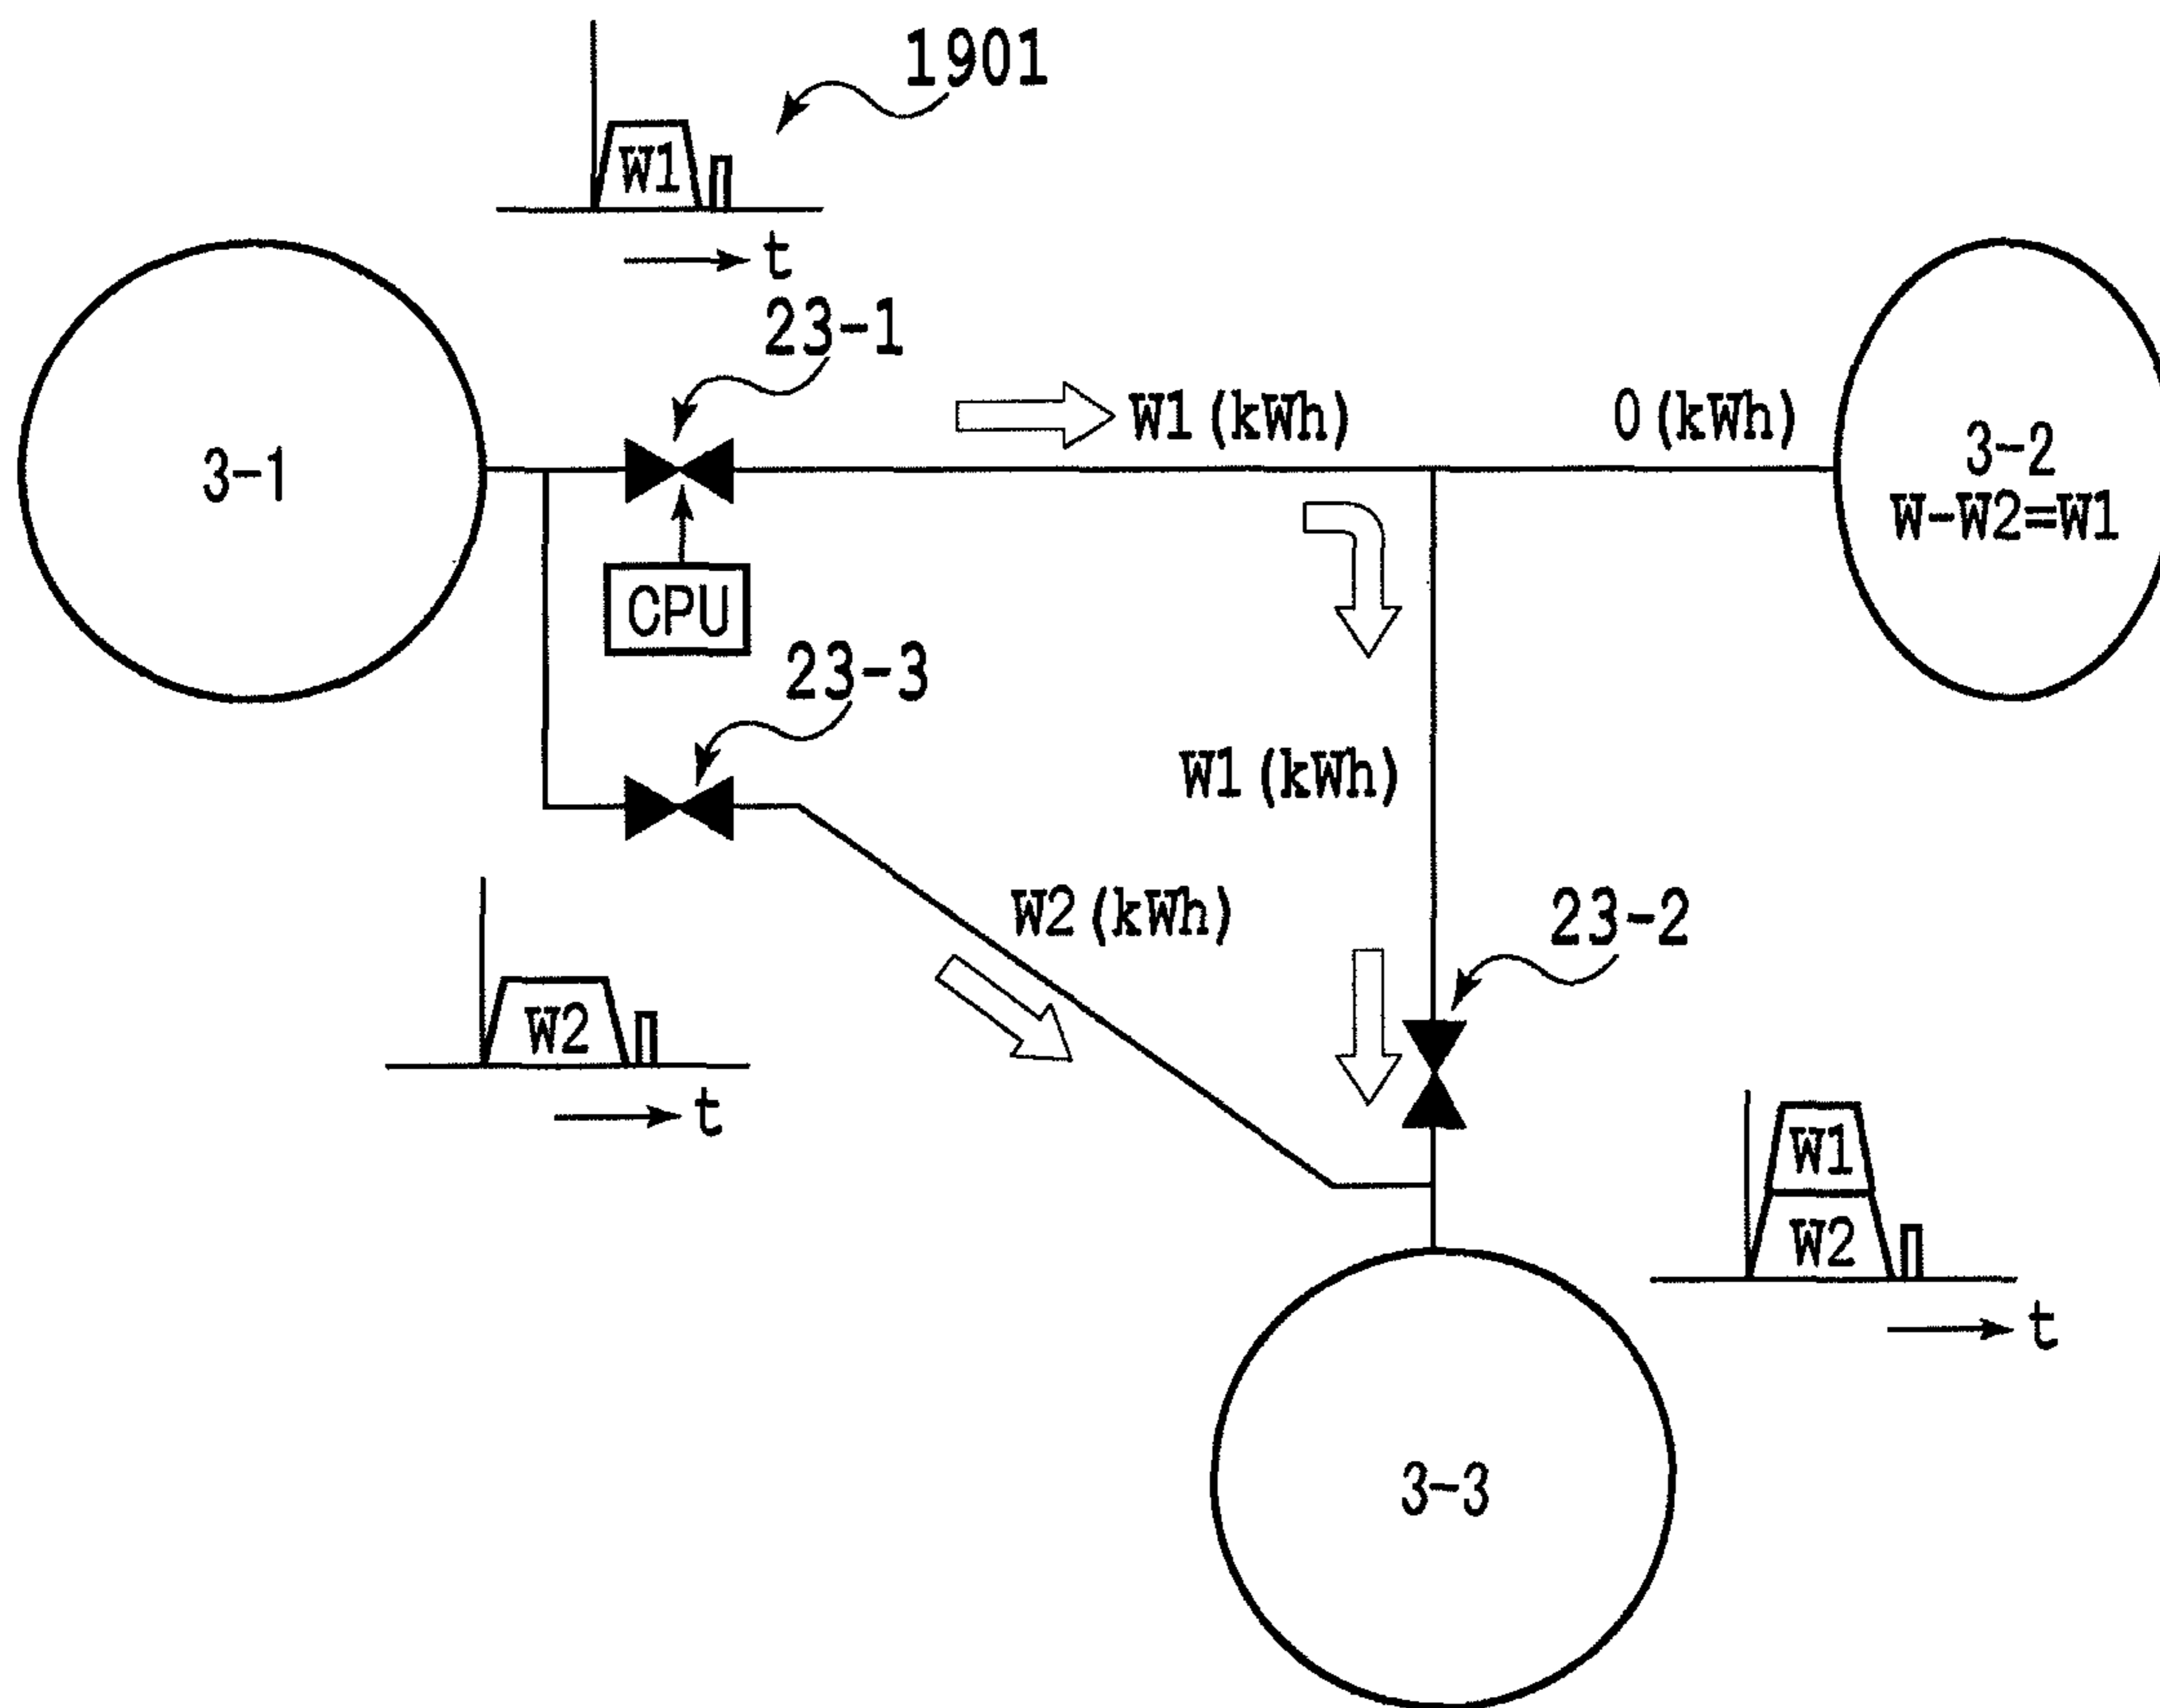 1901
W1
t
23-1
W1(kWh)
0(kWh)
3-1
3-2
W-W2=W1
CPU
23-3
W1(kWh)
W2(kWh)
23-2
W2
t
W1
W2
t
3-3